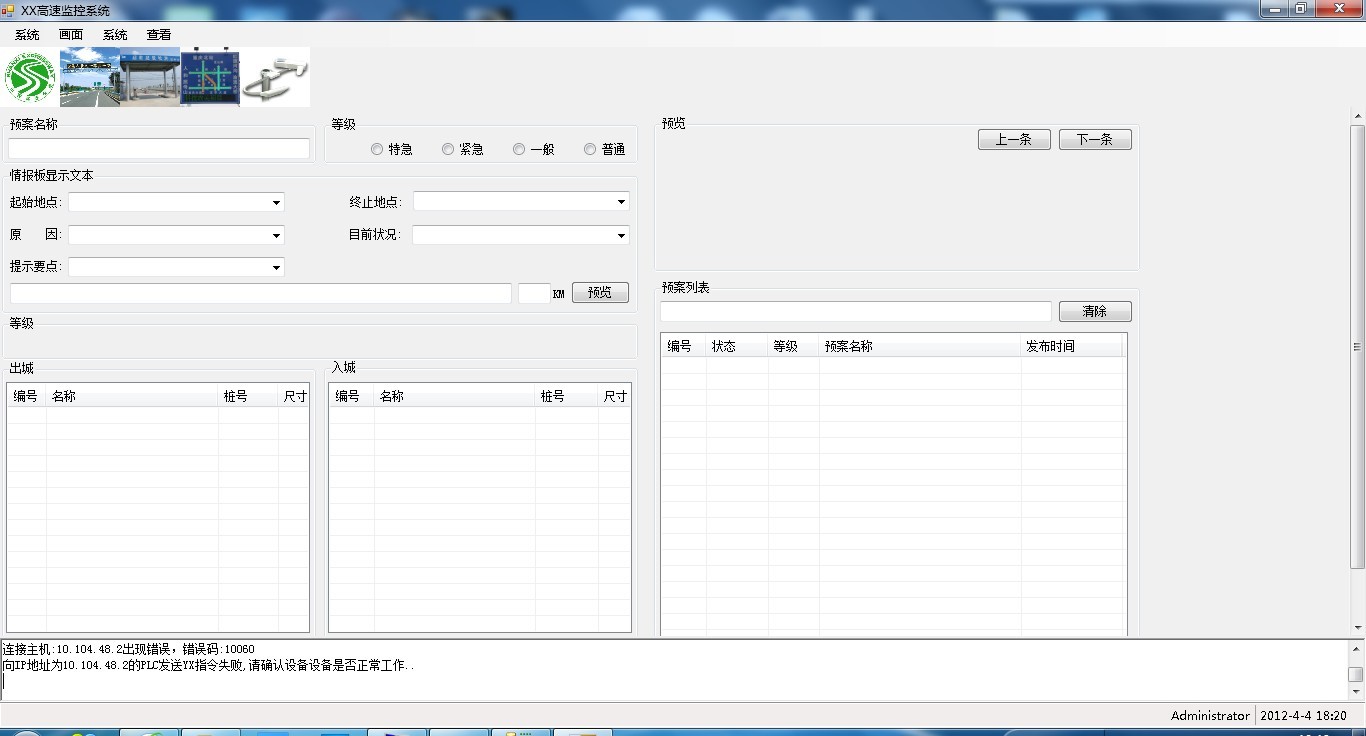 XX高速监控系统
系统 画面 系统 查看
预案名称
等级
特急 紧急 一般 普通
情报板显示文本
起始地点: 终止地点:
原 因: 目前状况:
提示要点:
KM 预览
等级
出城
编号 名称 桩号 尺寸
入城
编号 名称 桩号 尺寸
预览
上一条 下一条
预案列表
清除
编号 状态 等级 预案名称 发布时间
连接主机:10.104.48.2出现错误，错误码:10060
向IP地址为10.104.48.2的PLC发送YX指令失败,请确认设备设备是否正常工作..
Administrator 2012-4-4 18:20